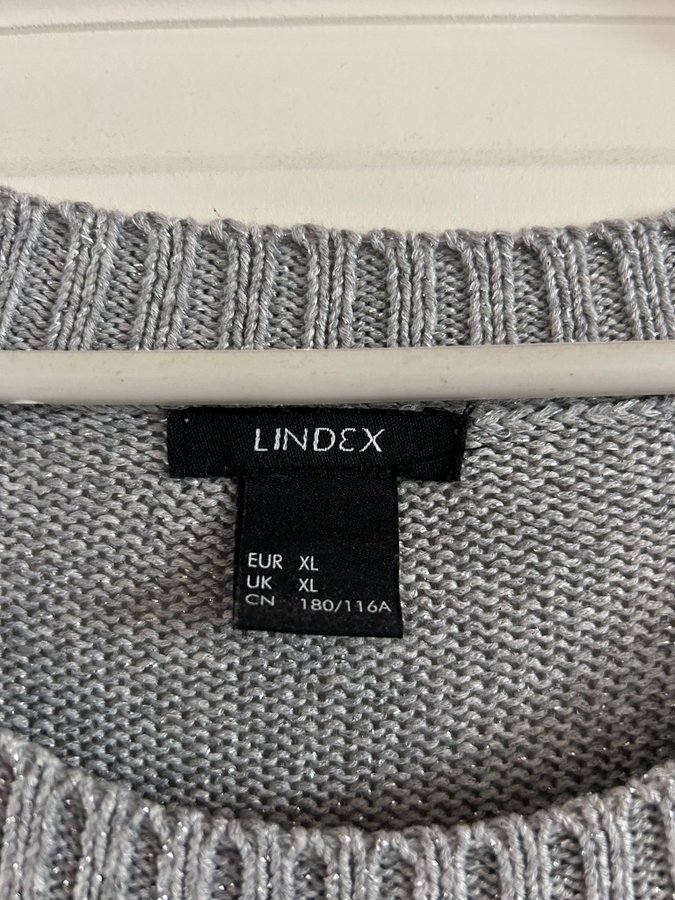 LINDEX
EUR XL
UK XL
CN 180/116A